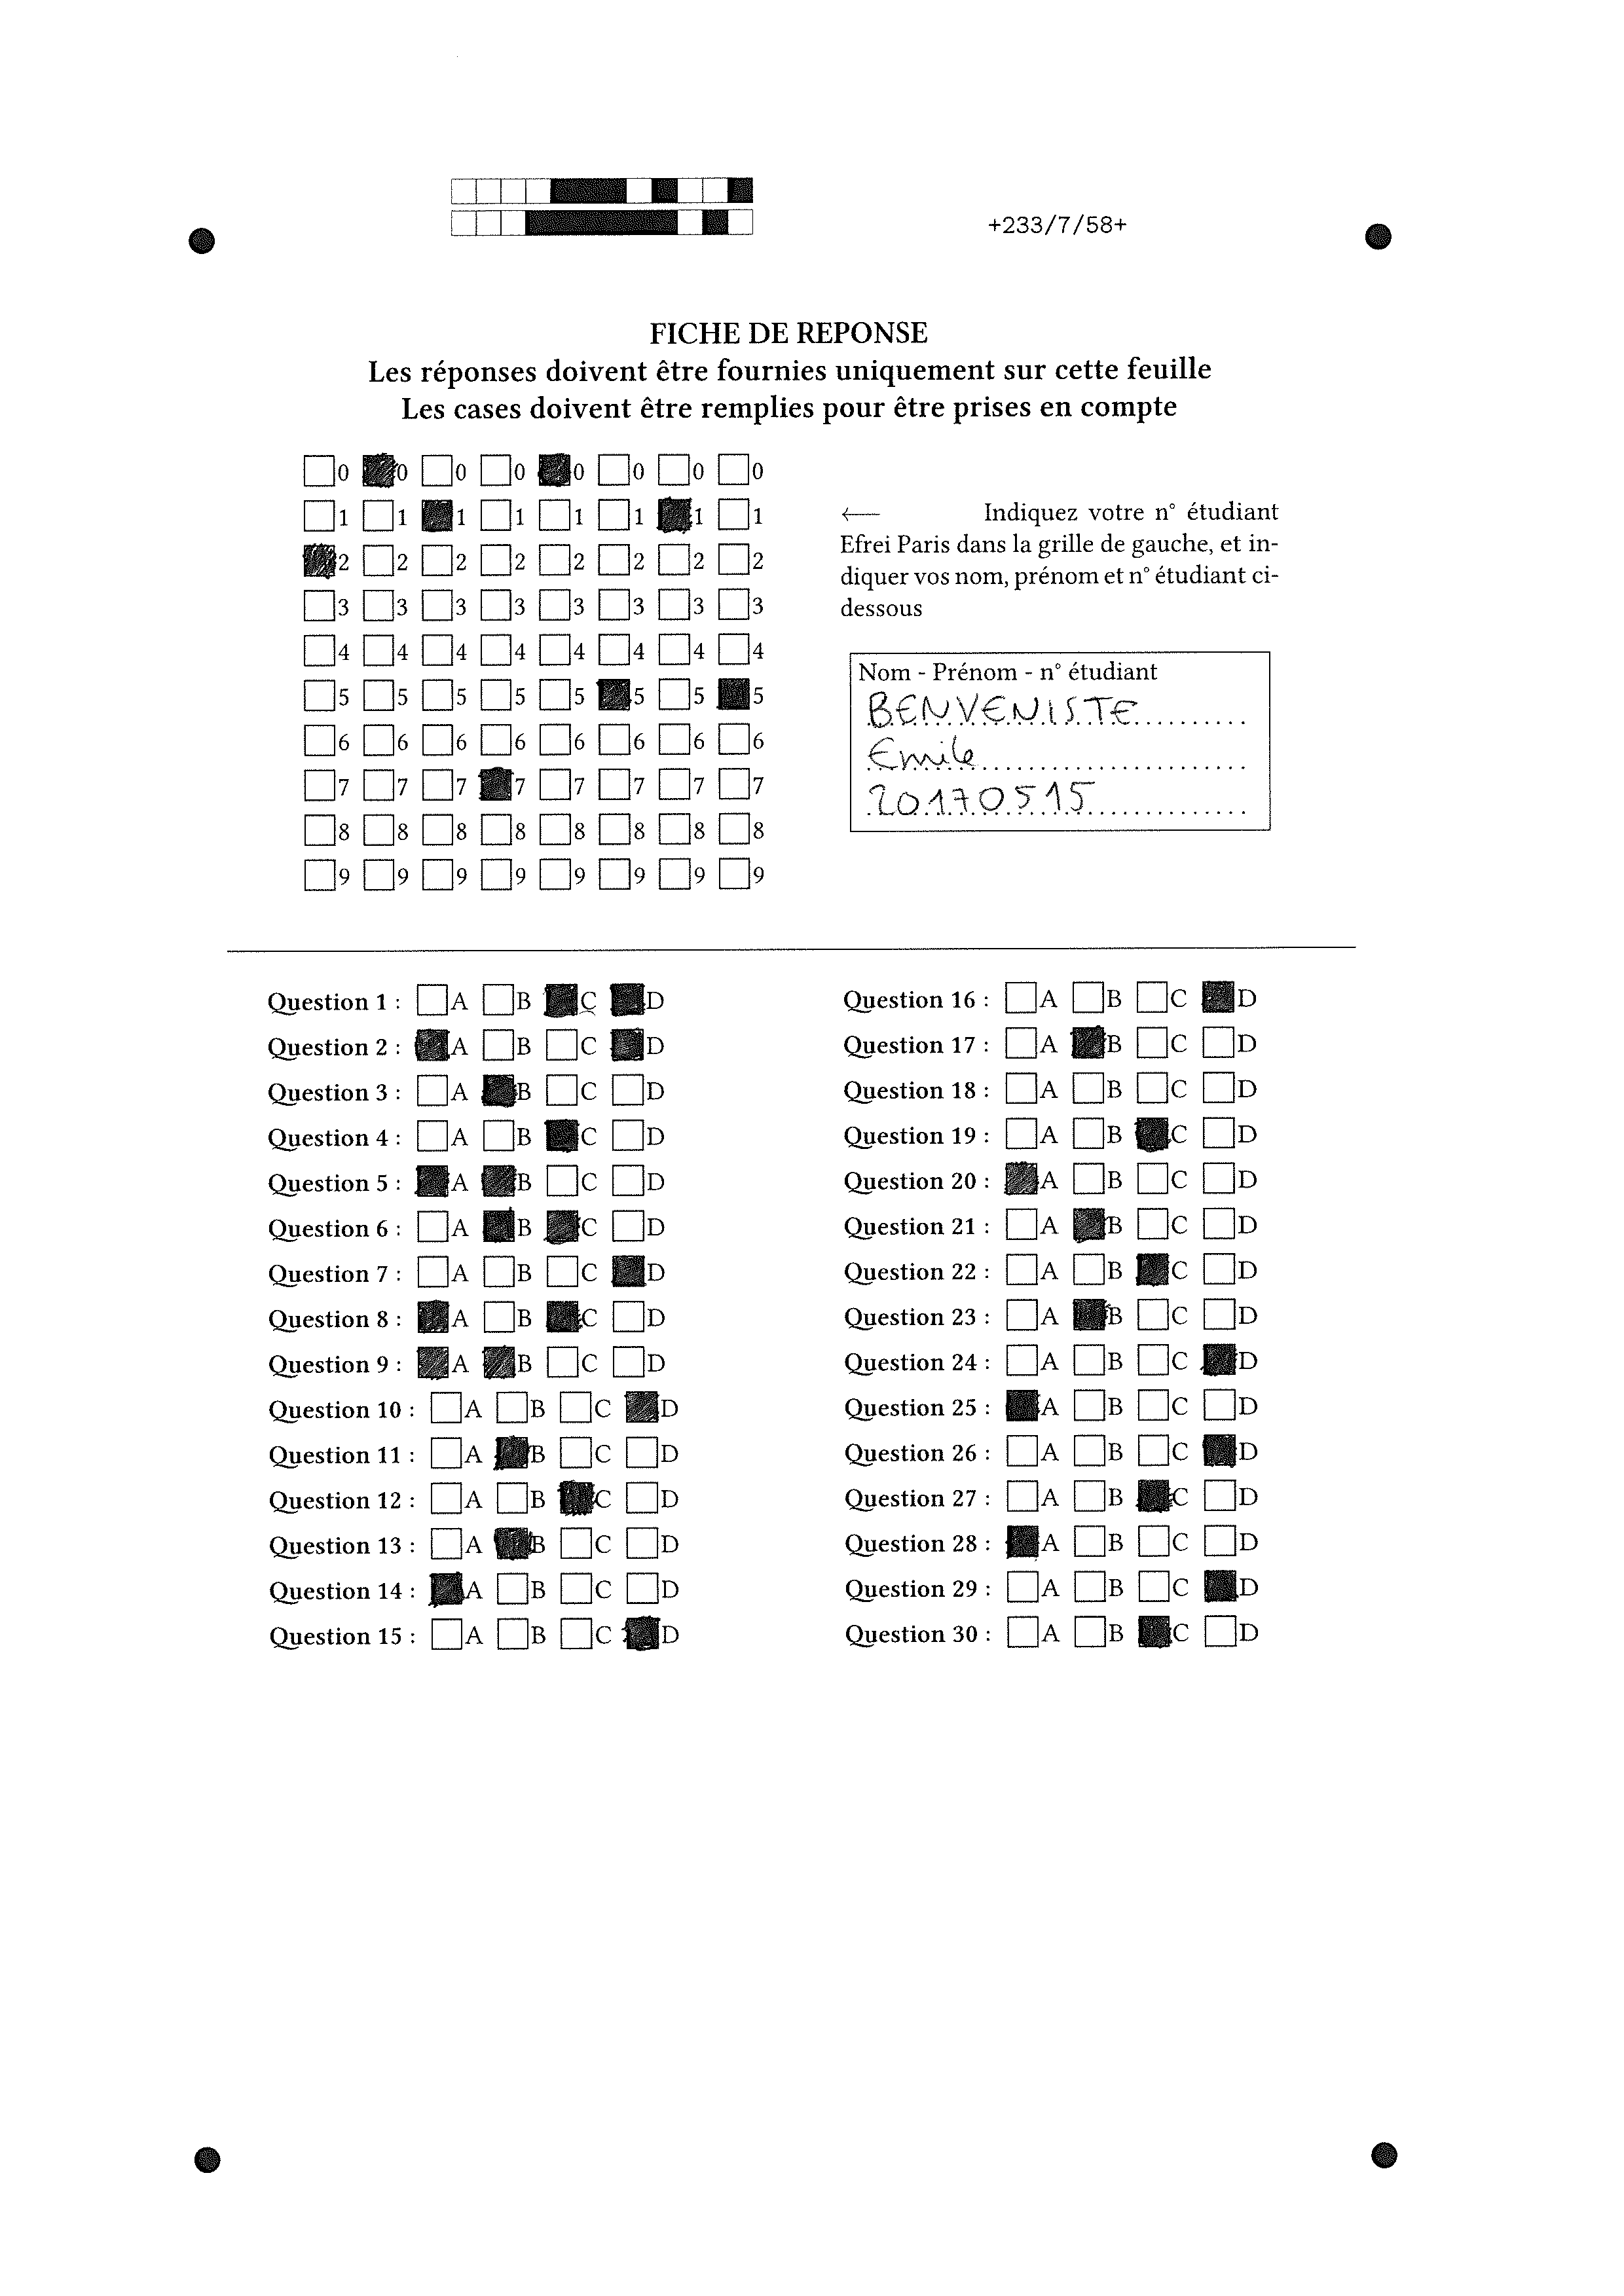 +233/7/58+
FICHE DE REPONSE
Les réponses doivent être fournies uniquement sur cette feuille
Les cases doivent être remplies pour être prises en compte
0 0 0 0 0 0 0 0
1 1 1 1 1 1 1 1
2 2 2 2 2 2 2 2
3 3 3 3 3 3 3 3
4 4 4 4 4 4 4 4
5 5 5 5 5 5 5 5
6 6 6 6 6 6 6 6
7 7 7 7 7 7 7 7
8 8 8 8 8 8 8 8
9 9 9 9 9 9 9 9
← Indiquez votre n° étudiant
Efrei Paris dans la grille de gauche, et in-
diquer vos nom, prénom et n° étudiant ci-
dessous
Nom - Prénom - n° étudiant
BENVENISTE
Emile
20170515
Question 1 : A B C D
Question 2 : A B C D
Question 3 : A B C D
Question 4 : A B C D
Question 5 : A B C D
Question 6 : A B C D
Question 7 : A B C D
Question 8 : A B C D
Question 9 : A B C D
Question 10 : A B C D
Question 11 : A B C D
Question 12 : A B C D
Question 13 : A B C D
Question 14 : A B C D
Question 15 : A B C D
Question 16 : A B C D
Question 17 : A B C D
Question 18 : A B C D
Question 19 : A B C D
Question 20 : A B C D
Question 21 : A B C D
Question 22 : A B C D
Question 23 : A B C D
Question 24 : A B C D
Question 25 : A B C D
Question 26 : A B C D
Question 27 : A B C D
Question 28 : A B C D
Question 29 : A B C D
Question 30 : A B C D